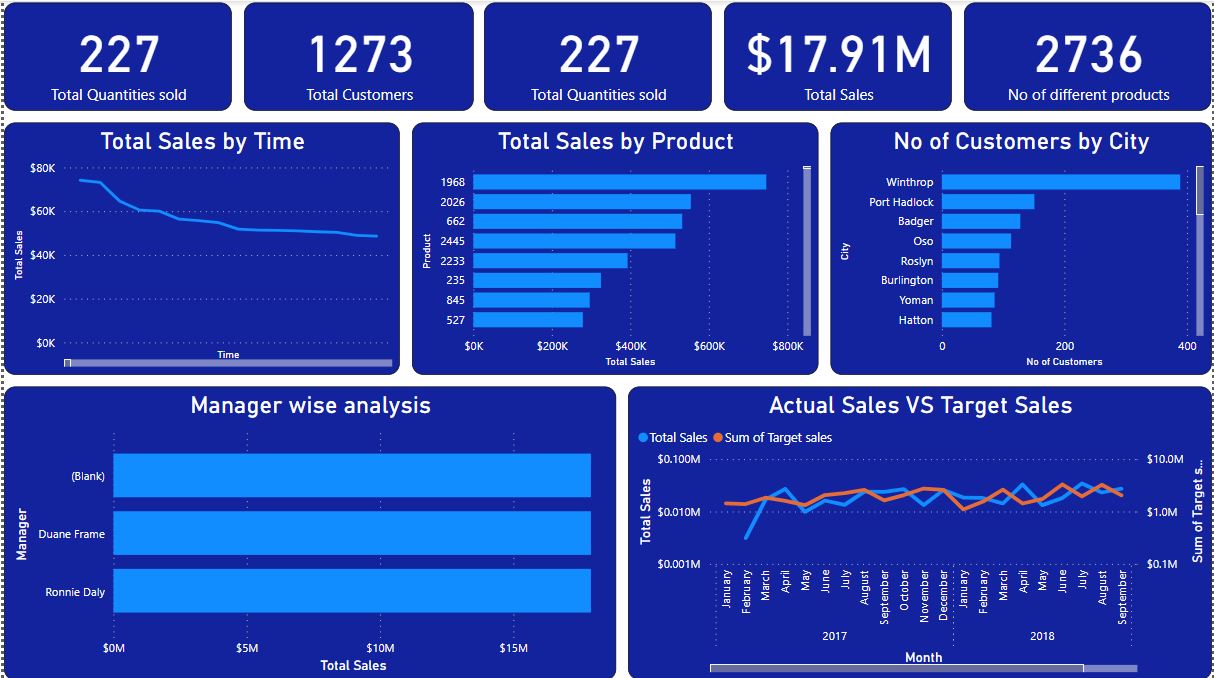 227
Total Quantities sold
1273
Total Customers
227
Total Quantities sold
$17.91M
Total Sales
2736
No of different products
Total Sales by Time
Total Sales
$80K
$60K
$40K
$20K
$0K
Time
Total Sales by Product
Product
1968
2026
662
2445
2233
235
845
527
$0K $200K $400K $600K $800K
Total Sales
No of Customers by City
City
Winthrop
Port Hadlock
Badger
Oso
Roslyn
Burlington
Yoman
Hatton
0 200 400
No of Customers
Manager wise analysis
Manager
(Blank)
Duane Frame
Ronnie Daly
$0M $5M $10M $15M
Total Sales
Actual Sales VS Target Sales
Total Sales Sum of Target sales
Total Sales
$0.100M
$0.010M
$0.001M
$10.0M
$1.0M
$0.1M
Sum of Target s...
January February March April May June July August September October November December January February March April May June July August September
2017 2018
Month